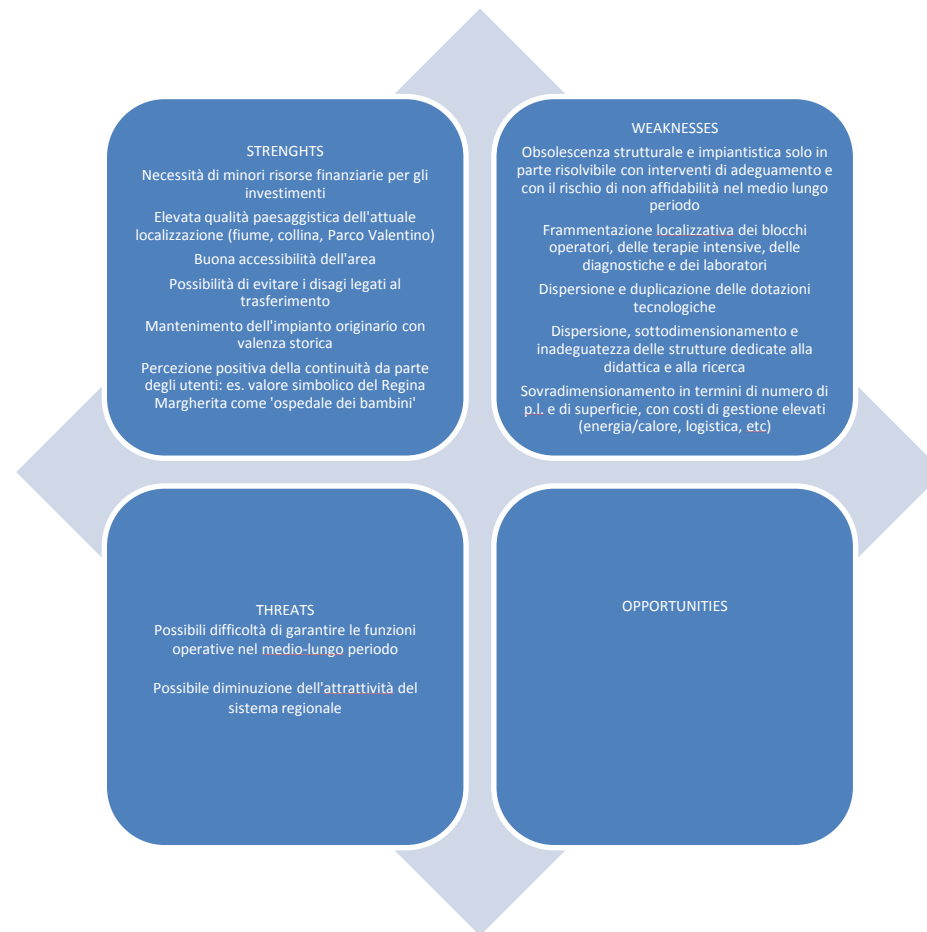 STRENGHTS
Necessità di minori risorse finanziarie per gli
investimenti
Elevata qualità paesaggistica dell'attuale
localizzazione (fiume, collina, Parco Valentino)
Buona accessibilità dell'area
Possibilità di evitare i disagi legati al
trasferimento
Mantenimento dell'impianto originario con
valenza storica
Percezione positiva della continuità da parte
degli utenti: es. valore simbolico del Regina
Margherita come 'ospedale dei bambini'
WEAKNESSES
Obsolescenza strutturale e impiantistica solo in
parte risolvibile con interventi di adeguamento e
con il rischio di non affidabilità nel medio lungo
periodo
Frammentazione localizzativa dei blocchi
operatori, delle terapie intensive, delle
diagnostiche e dei laboratori
Dispersione e duplicazione delle dotazioni
tecnologiche
Dispersione, sottodimensionamento e
inadeguatezza delle strutture dedicate alla
didattica e alla ricerca
Sovradimensionamento in termini di numero di
p.l. e di superficie, con costi di gestione elevati
(energia/calore, logistica, etc)
THREATS
Possibili difficoltà di garantire le funzioni
operative nel medio-lungo periodo
Possibile diminuzione dell'attrattività del
sistema regionale
OPPORTUNITIES